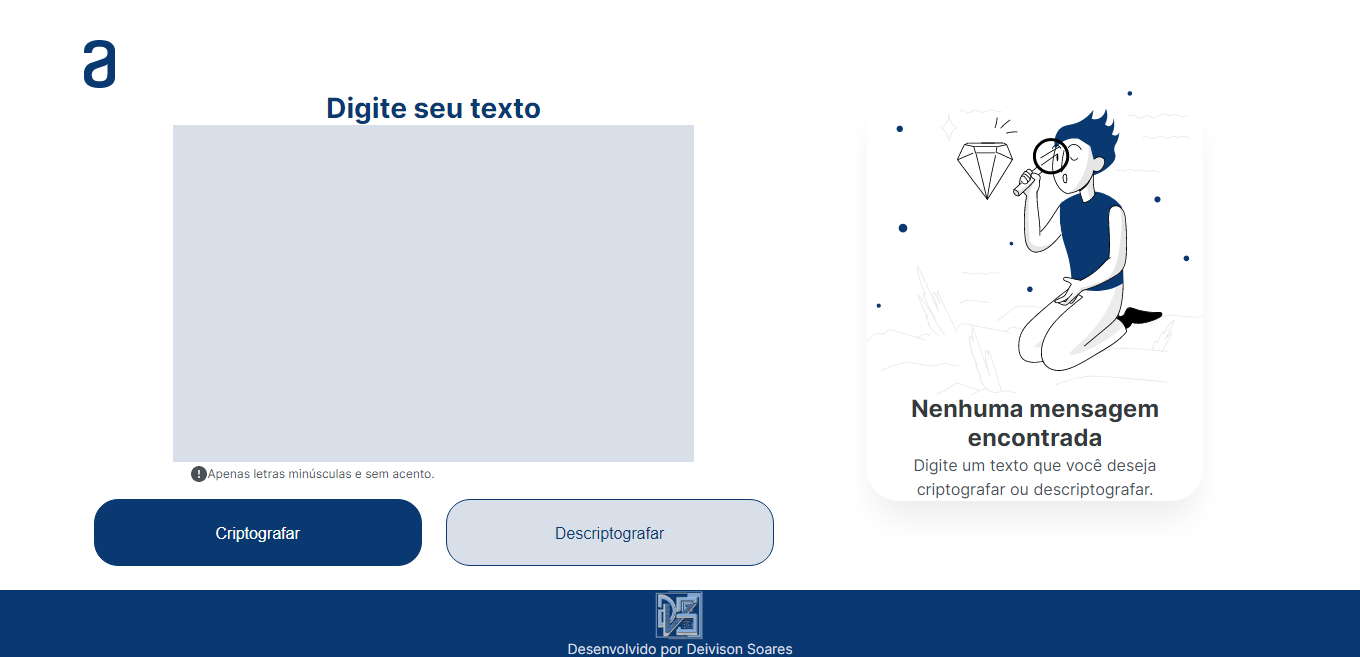 a
Digite seu texto
Apenas letras minúsculas e sem acento.
Criptografar
Descriptografar
Nenhuma mensagem
encontrada
Digite um texto que você deseja
criptografar ou descriptografar.
Desenvolvido por Deivison Soares